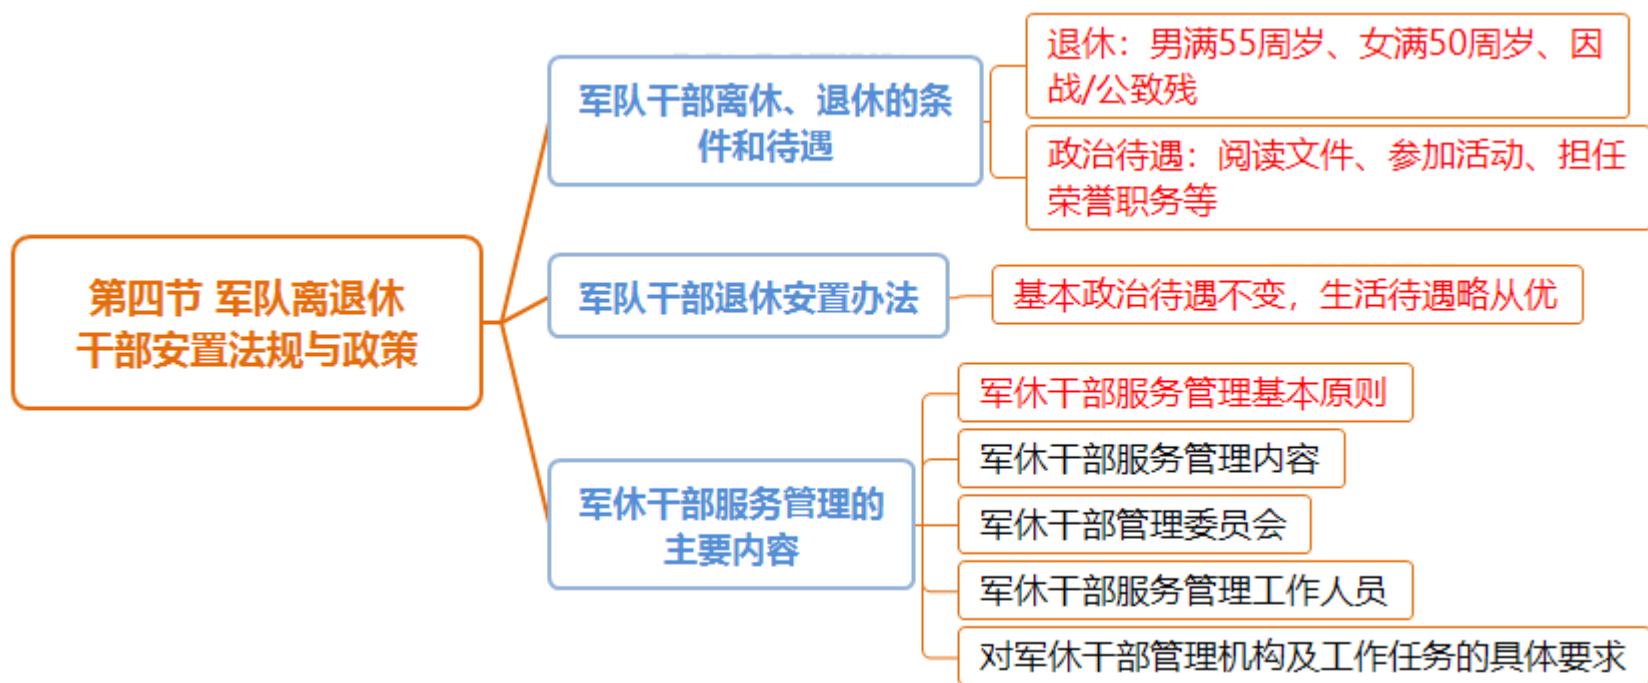 第四节 军队离退休
干部安置法规与政策
军队干部离休、退休的条
件和待遇
退休：男满55周岁、女满50周岁、因
战/公致残
政治待遇：阅读文件、参加活动、担任
荣誉职务等
军队干部退休安置办法
基本政治待遇不变，生活待遇略从优
军休干部服务管理的
主要内容
军休干部服务管理基本原则
军休干部服务管理内容
军休干部管理委员会
军休干部服务管理工作人员
对军休干部管理机构及工作任务的具体要求